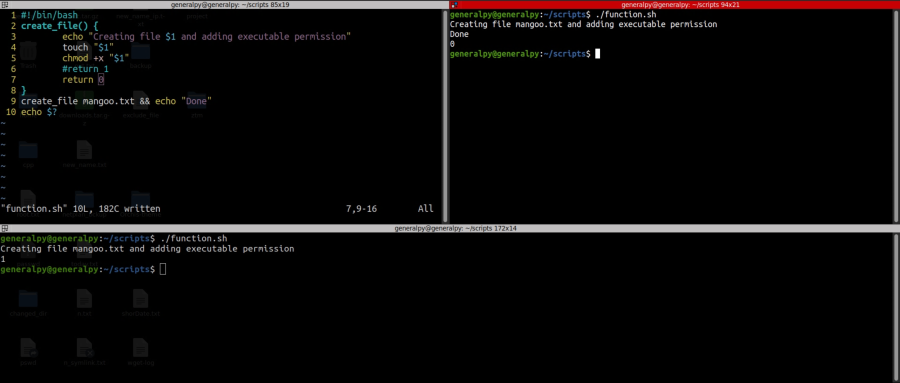 generalpy@generalpy: ~/scripts 85x19
1 #!/bin/bash
2 create_file() {
3 echo "Creating file $1 and adding executable permission"
4 touch "$1"
5 chmod +x "$1"
6 #return 1
7 return 0
8 }
9 create_file mangoo.txt && echo "Done"
10 echo $?
~
~
~
~
~
~
~
~
"function.sh" 10L, 182C written 7,9-16 All
generalpy@generalpy: ~/scripts 94x21
generalpy@generalpy:~/scripts$ ./function.sh
Creating file mangoo.txt and adding executable permission
Done
0
generalpy@generalpy:~/scripts$
generalpy@generalpy: ~/scripts 172x14
generalpy@generalpy:~/scripts$ ./function.sh
Creating file mangoo.txt and adding executable permission
1
generalpy@generalpy:~/scripts$